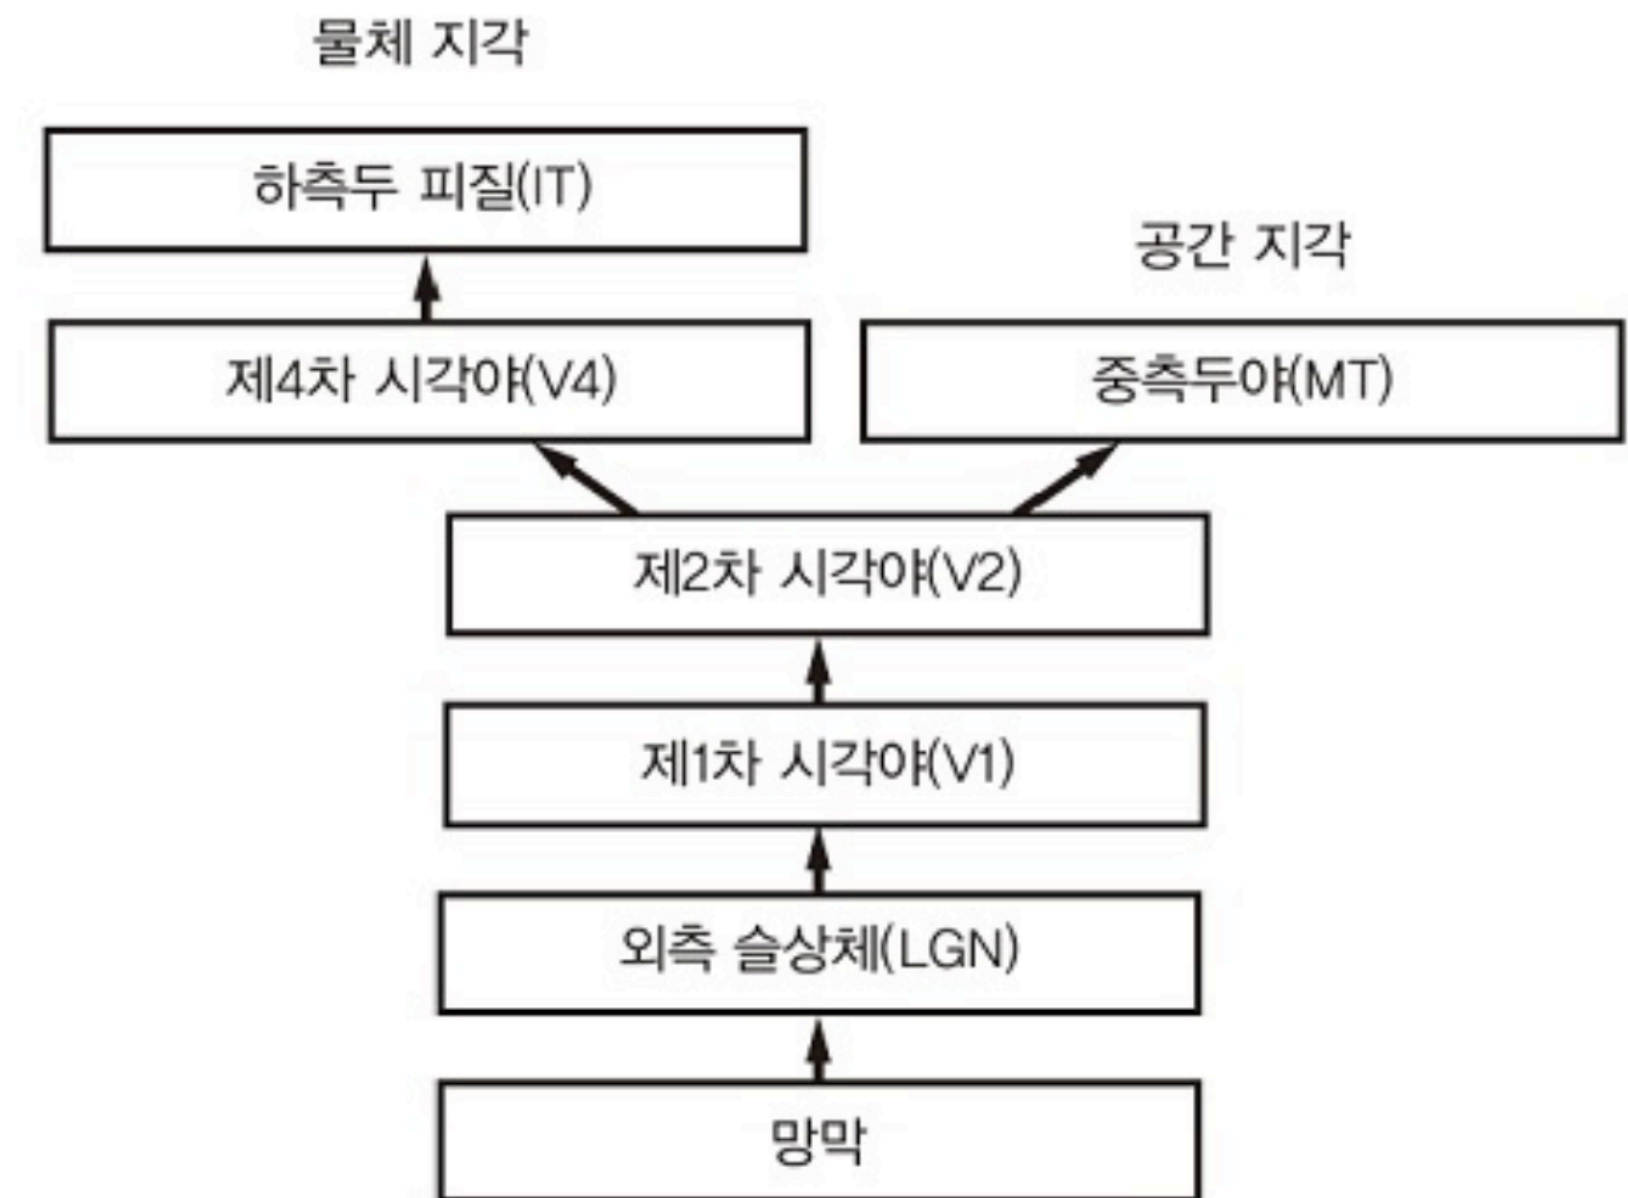 물체 지각
하측두 피질(IT)
공간 지각
제4차 시각야(V4)
중측두야(MT)
제2차 시각야(V2)
제1차 시각야(V1)
외측 슬상체(LGN)
망막